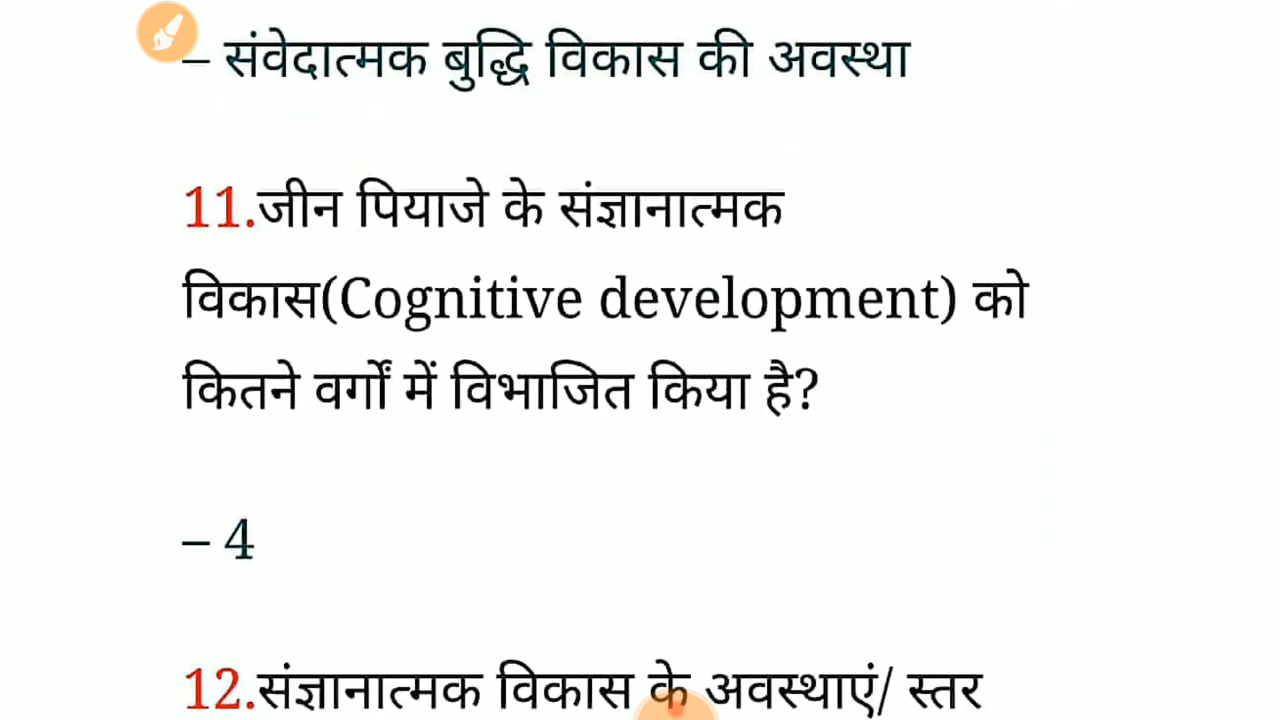 – संवेदात्मक बुद्धि विकास की अवस्था
11.जीन पियाजे के संज्ञानात्मक
विकास(Cognitive development) को
कितने वर्गों में विभाजित किया है?
– 4
12.संज्ञानात्मक विकास के अवस्थाएं/ स्तर